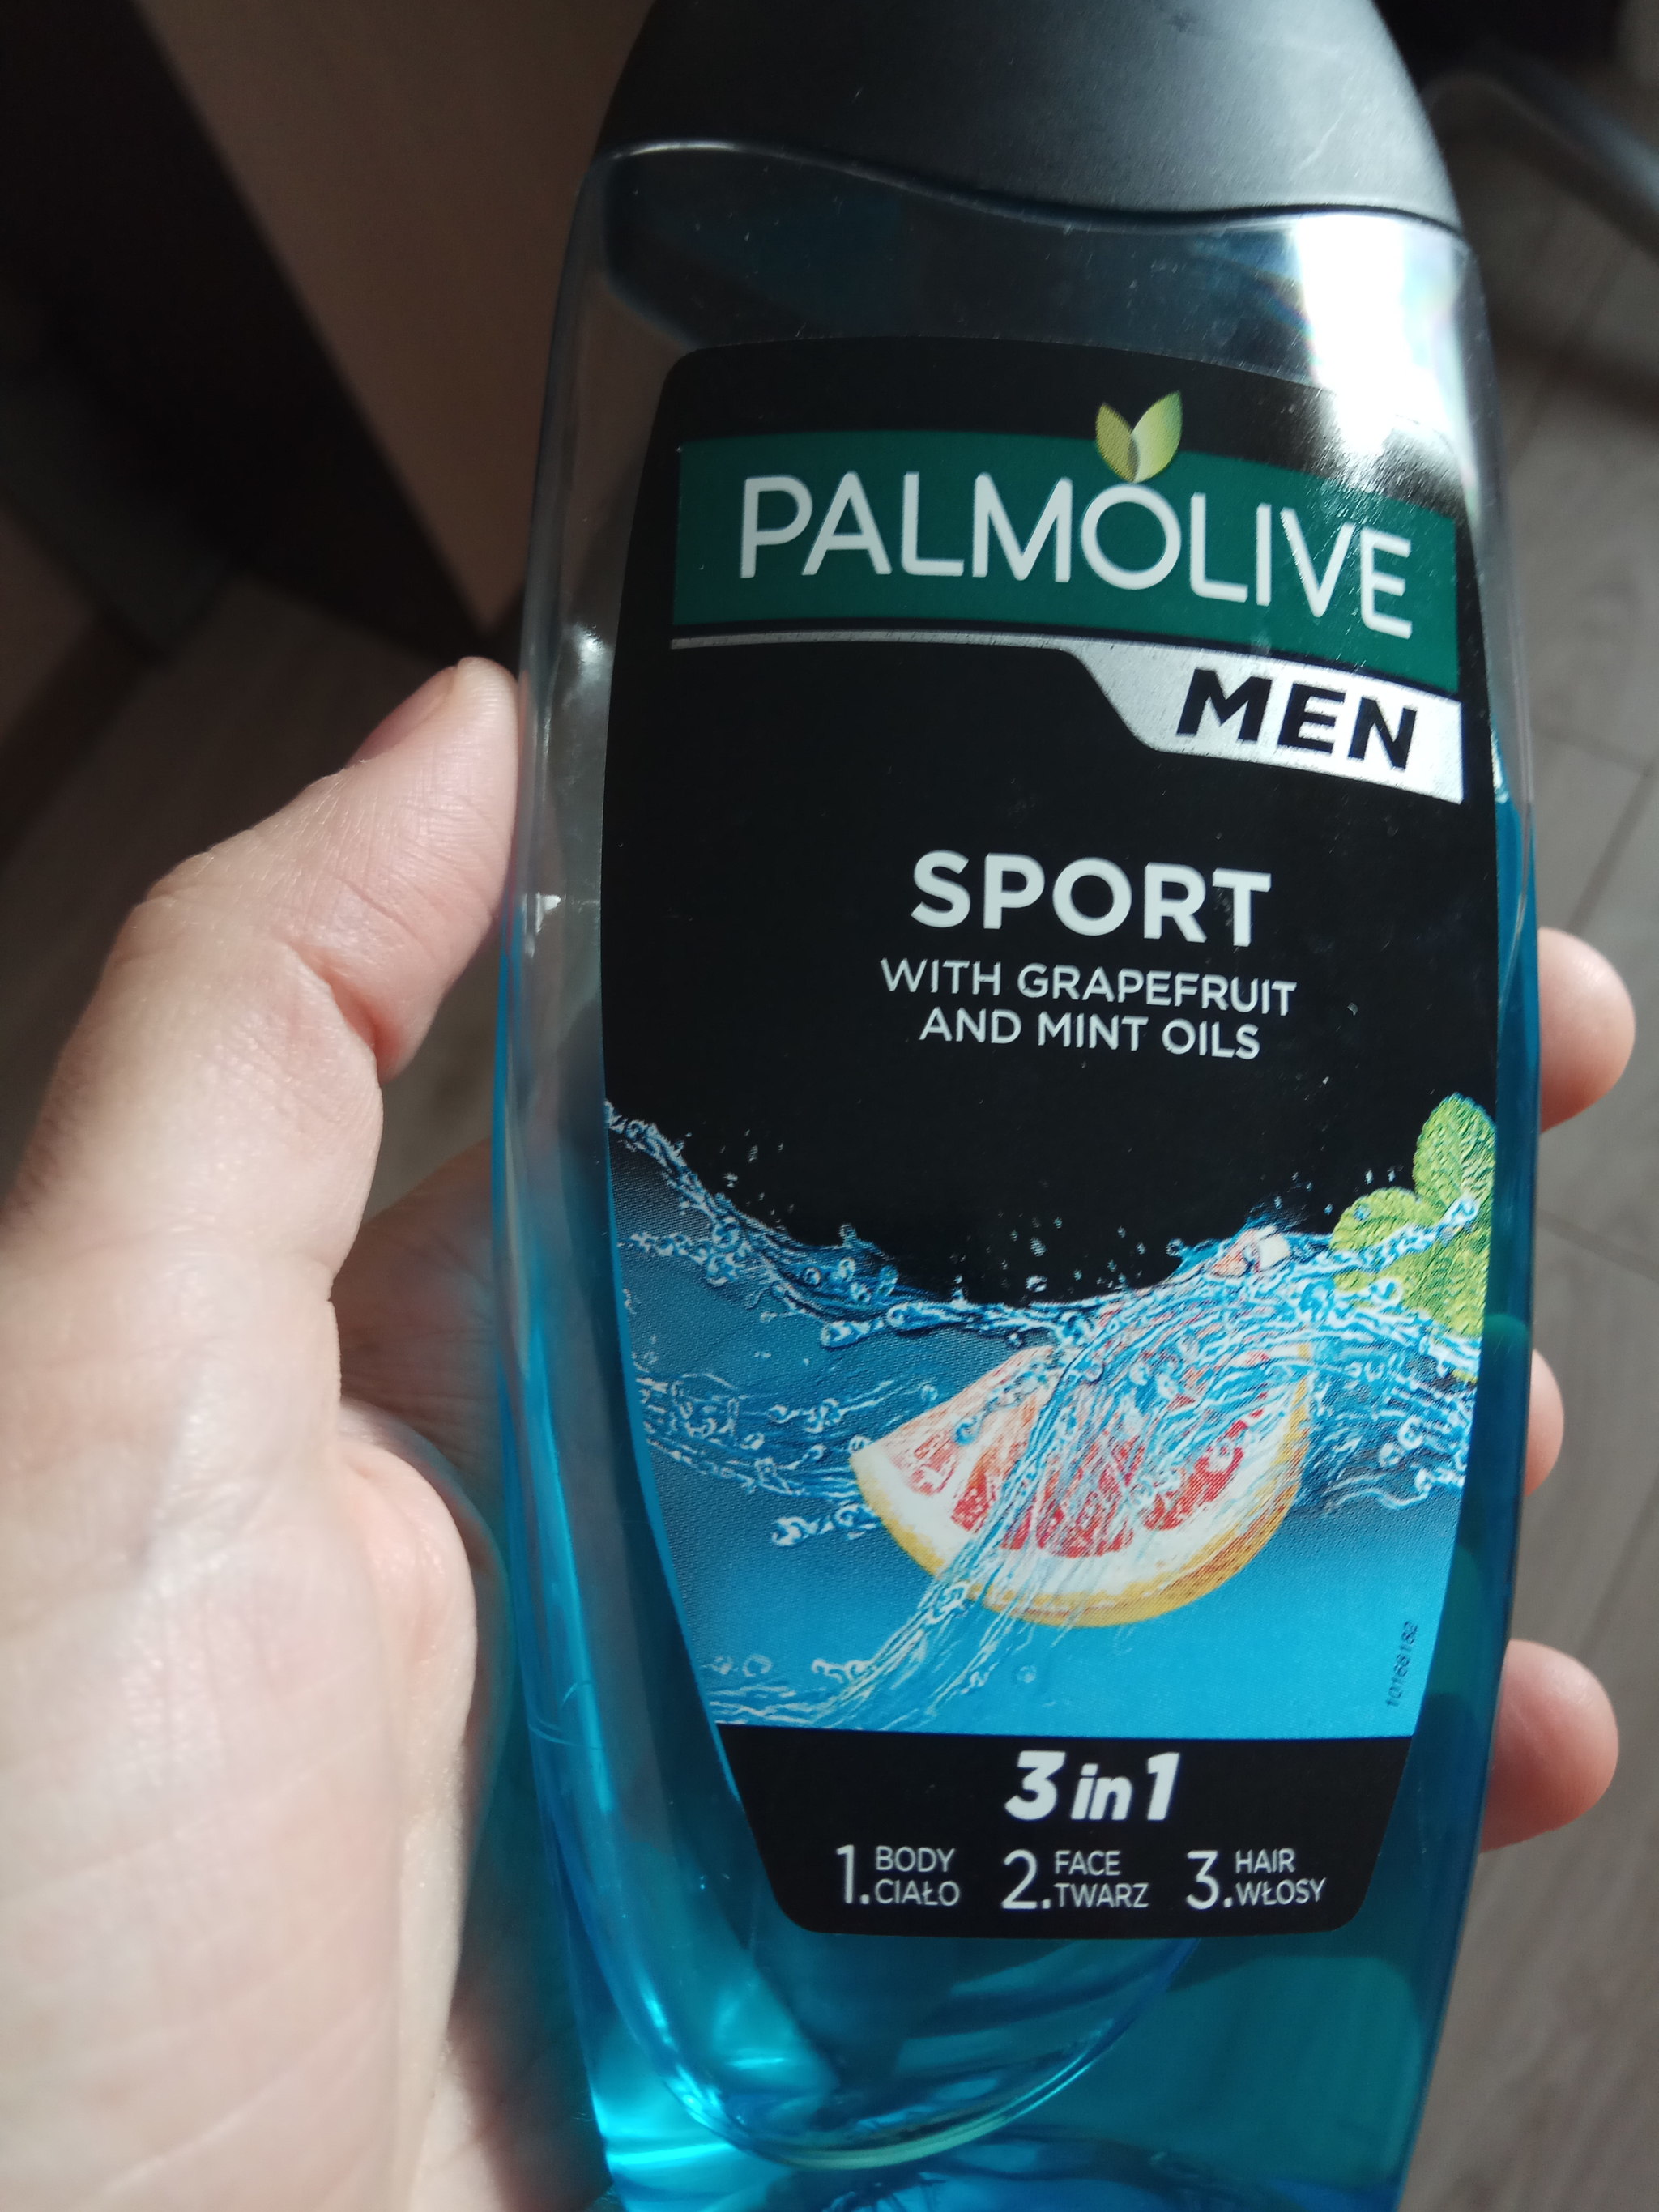 PALMOLIVE
MEN
SPORT
WITH GRAPEFRUIT
AND MINT OILS
10168182
3 in 1
1. BODY CIAŁO
2. FACE TWARZ
3. HAIR WŁOSY